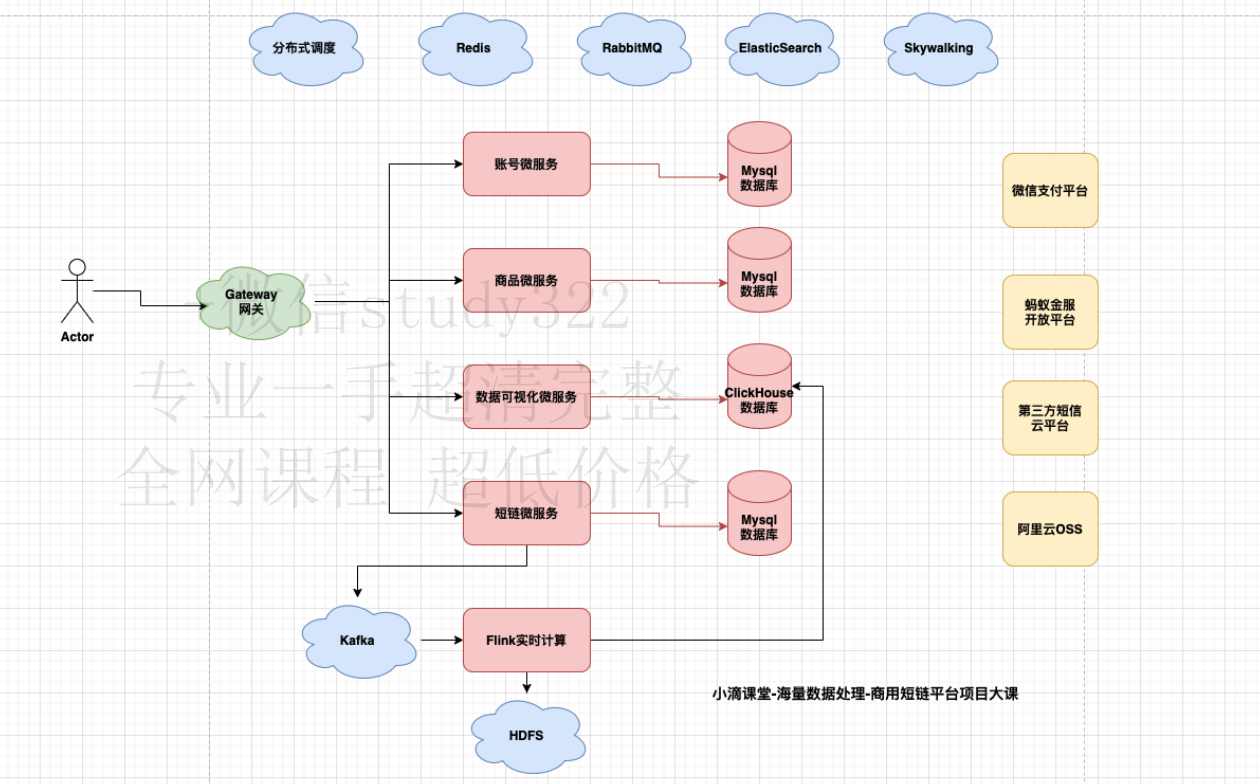 分布式调度
Redis
RabbitMQ
ElasticSearch
Skywalking
账号微服务
Mysql
数据库
微信支付平台
商品微服务
Mysql
数据库
Actor
Gateway
网关
蚂蚁金服
开放平台
微信study322
专业一手超清完整
全网课程 超低价格
数据可视化微服务
ClickHouse
数据库
第三方短信
云平台
短链微服务
Mysql
数据库
阿里云OSS
Kafka
Flink实时计算
HDFS
小滴课堂-海量数据处理-商用短链平台项目大课